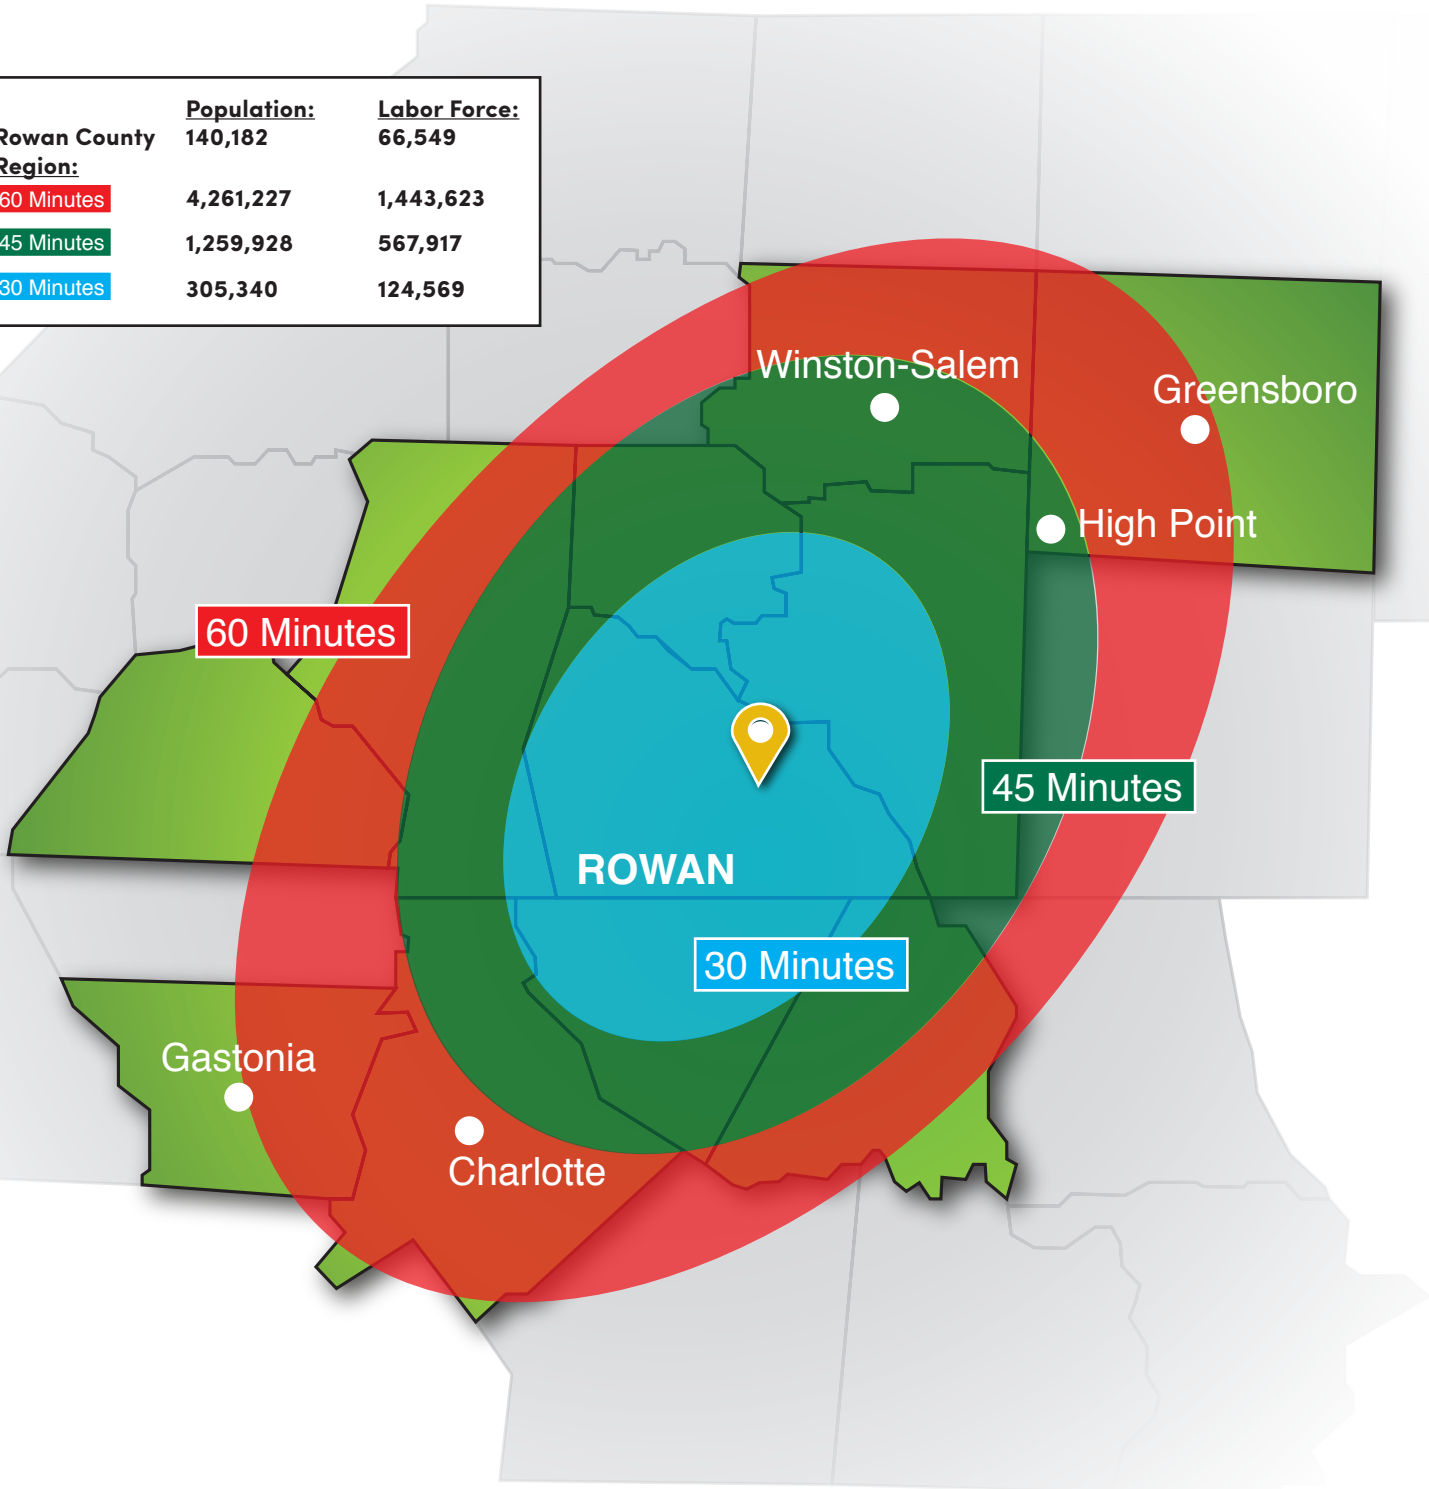 Population: Labor Force:
Rowan County 140,182 66,549
Region:
60 Minutes 4,261,227 1,443,623
45 Minutes 1,259,928 567,917
30 Minutes 305,340 124,569
Winston-Salem
Greensboro
High Point
60 Minutes
45 Minutes
ROWAN
30 Minutes
Gastonia
Charlotte